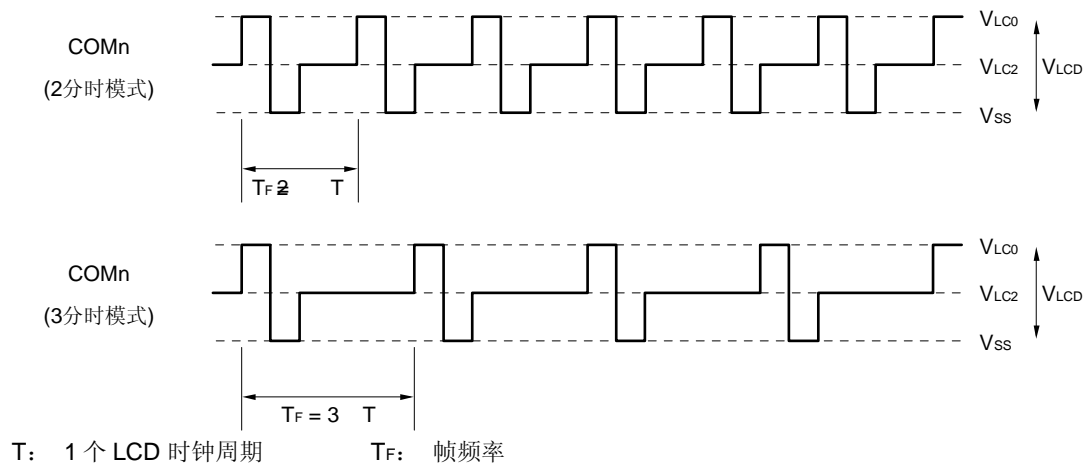 VLC0
COMn
(2分时模式)
VLC2
VLCD
VSS
TF 2 T
VLC0
COMn
(3分时模式)
VLC2
VLCD
VSS
TF = 3 T
T： 1 个 LCD 时钟周期 TF： 帧频率